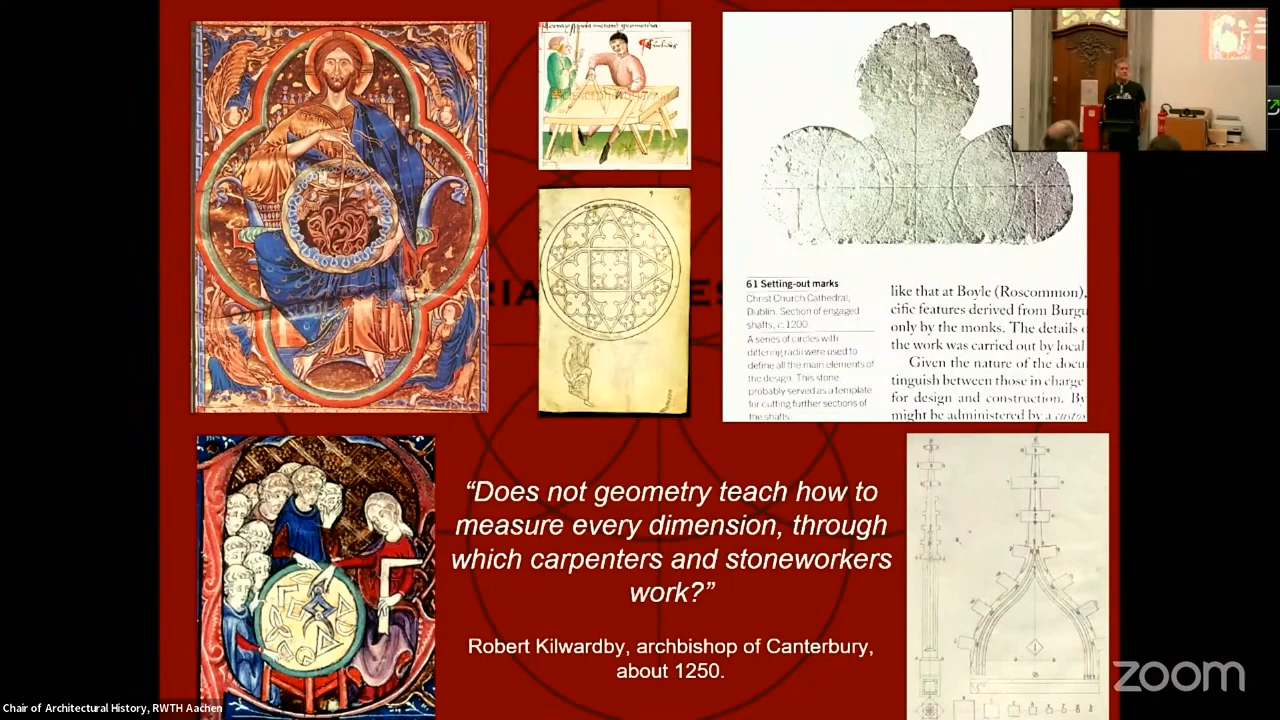 61 Setting-out marks
Christ Church Cathedral,
Dublin. Section of engaged
shafts, c. 1200
A series of circles with
differing radii were used to
define all the main elements of
the design. This stone
probably served as a template
for cutting further sections of
the shafts.
like that at Boyle (Roscommon),
cific features derived from Burgu
only by the monks. The details
the work was carried out by local
Given the nature of the docu
tinguish between those in charge
for design and construction. By
might be administered by a custos
“Does not geometry teach how to
measure every dimension, through
which carpenters and stoneworkers
work?”
Robert Kilwardby, archbishop of Canterbury,
about 1250.
zoom
Chair of Architectural History, RWTH Aachen